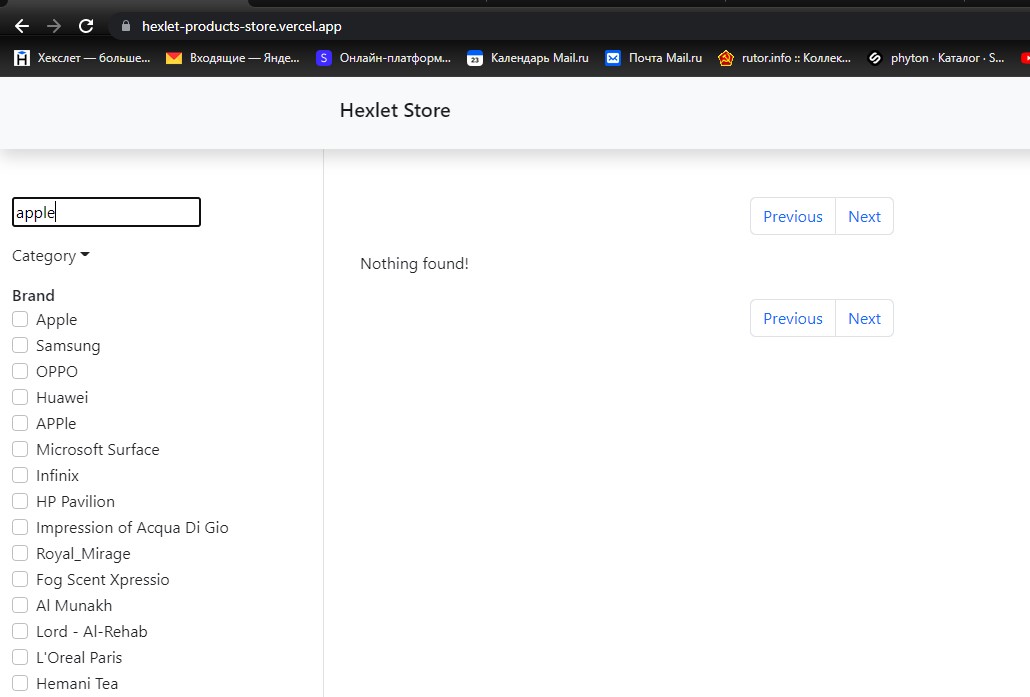 hexlet-products-store.vercel.app
Хекслет — больше... Входящие — Янде... S Онлайн-платформ... 23 Календарь Mail.ru Почта Mail.ru rutor.info :: Коллек... phyton · Каталог · S...
Hexlet Store
apple
Category
Brand
Apple
Samsung
OPPO
Huawei
APPle
Microsoft Surface
Infinix
HP Pavilion
Impression of Acqua Di Gio
Royal_Mirage
Fog Scent Xpressio
Al Munakh
Lord - Al-Rehab
L'Oreal Paris
Hemani Tea
Previous Next
Nothing found!
Previous Next